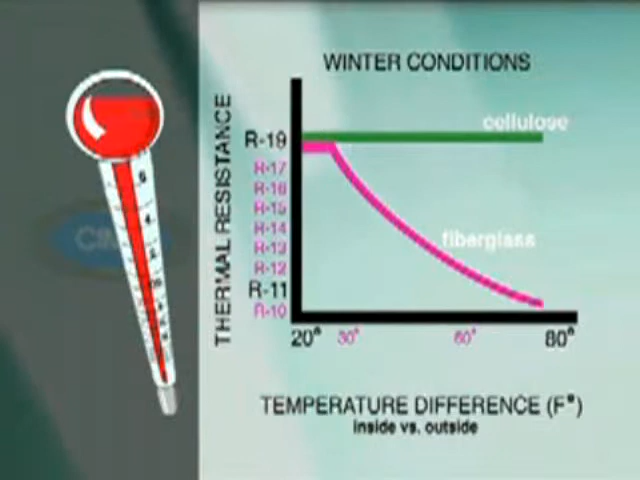 WINTER CONDITIONS
THERMAL RESISTANCE
cellulose
R-19
R-17
R-16
R-15
R-14
R-13
R-12
R-11
R-10
fiberglass
20° 30° 60° 80°
TEMPERATURE DIFFERENCE (F°)
inside vs. outside